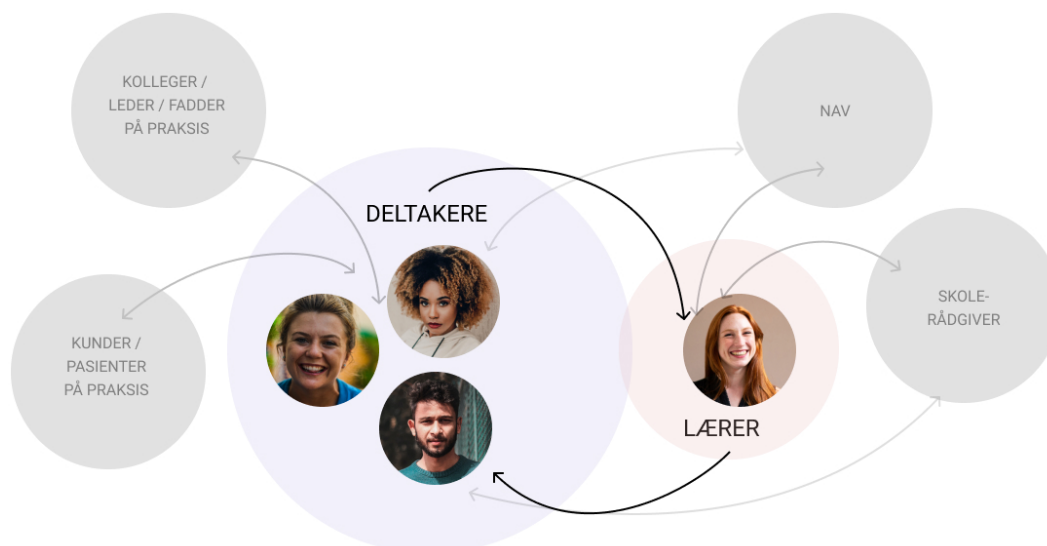 KOLLEGER /
LEDER / FADDER
PÅ PRAKSIS
NAV
DELTAKERE
SKOLE-
RÅDGIVER
KUNDER /
PASIENTER
PÅ PRAKSIS
LÆRER